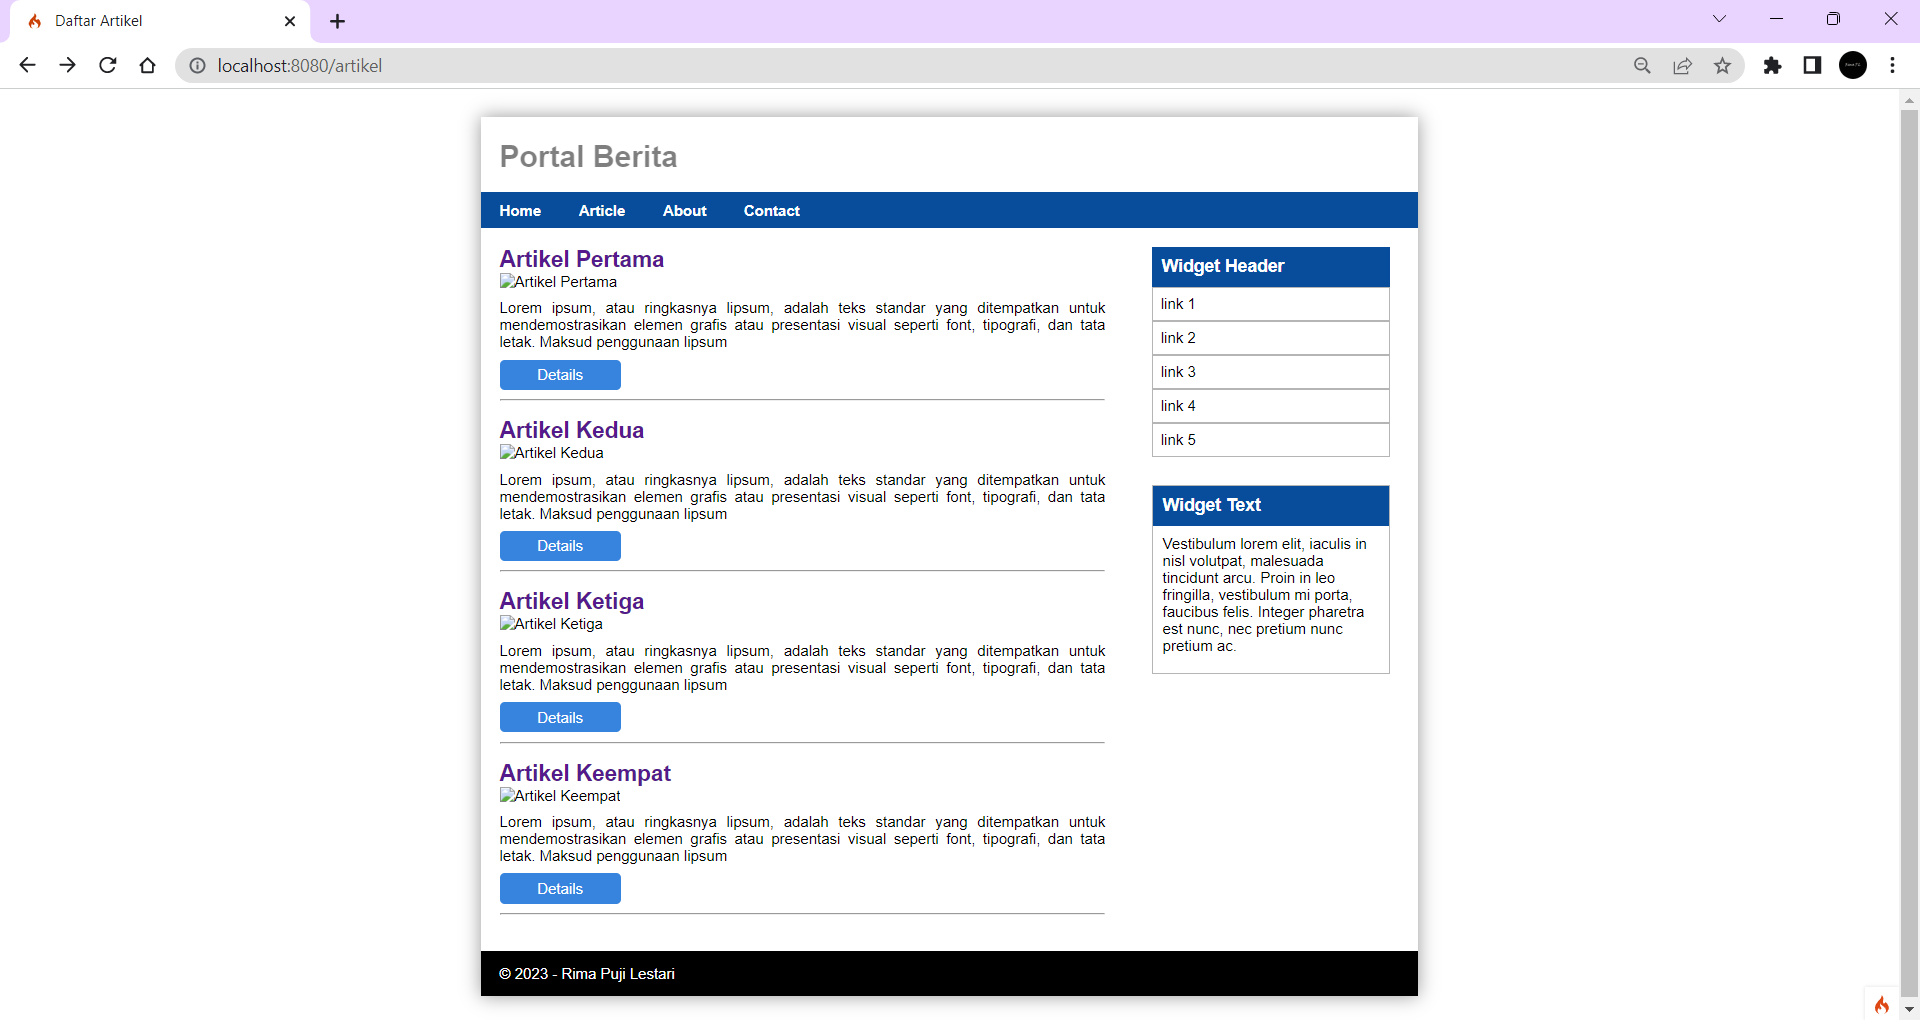 Daftar Artikel
localhost:8080/artikel
Portal Berita
Home Article About Contact
Artikel Pertama
Artikel Pertama
Lorem ipsum, atau ringkasnya lipsum, adalah teks standar yang ditempatkan untuk
mendemostrasikan elemen grafis atau presentasi visual seperti font, tipografi, dan tata
letak. Maksud penggunaan lipsum
Details
Artikel Kedua
Artikel Kedua
Lorem ipsum, atau ringkasnya lipsum, adalah teks standar yang ditempatkan untuk
mendemostrasikan elemen grafis atau presentasi visual seperti font, tipografi, dan tata
letak. Maksud penggunaan lipsum
Details
Artikel Ketiga
Artikel Ketiga
Lorem ipsum, atau ringkasnya lipsum, adalah teks standar yang ditempatkan untuk
mendemostrasikan elemen grafis atau presentasi visual seperti font, tipografi, dan tata
letak. Maksud penggunaan lipsum
Details
Artikel Keempat
Artikel Keempat
Lorem ipsum, atau ringkasnya lipsum, adalah teks standar yang ditempatkan untuk
mendemostrasikan elemen grafis atau presentasi visual seperti font, tipografi, dan tata
letak. Maksud penggunaan lipsum
Details
Widget Header
link 1
link 2
link 3
link 4
link 5
Widget Text
Vestibulum lorem elit, iaculis in
nisl volutpat, malesuada
tincidunt arcu. Proin in leo
fringilla, vestibulum mi porta,
faucibus felis. Integer pharetra
est nunc, nec pretium nunc
pretium ac.
© 2023 - Rima Puji Lestari